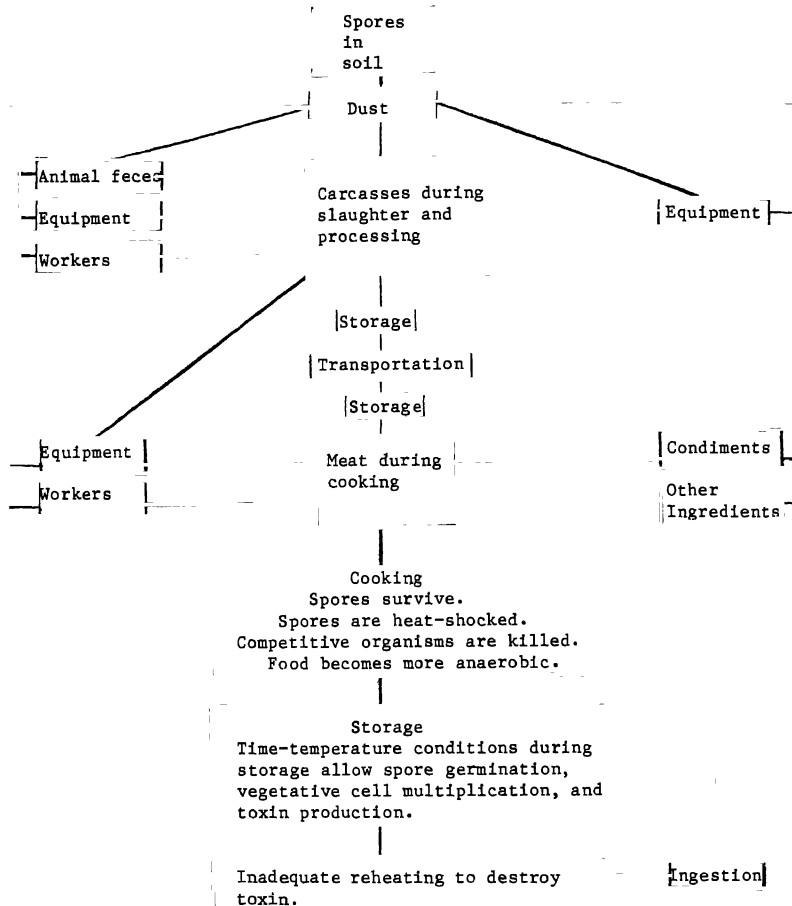 Spores
in
soil
Dust
Animal feces
Equipment
Workers
Carcasses during
slaughter and
processing
Equipment
Storage
Transportation
Storage
Equipment
Workers
Meat during
cooking
Condiments
Other
Ingredients
Cooking
Spores survive.
Spores are heat-shocked.
Competitive organisms are killed.
Food becomes more anaerobic.
Storage
Time-temperature conditions during
storage allow spore germination,
vegetative cell multiplication, and
toxin production.
Inadequate reheating to destroy
toxin.
Ingestion